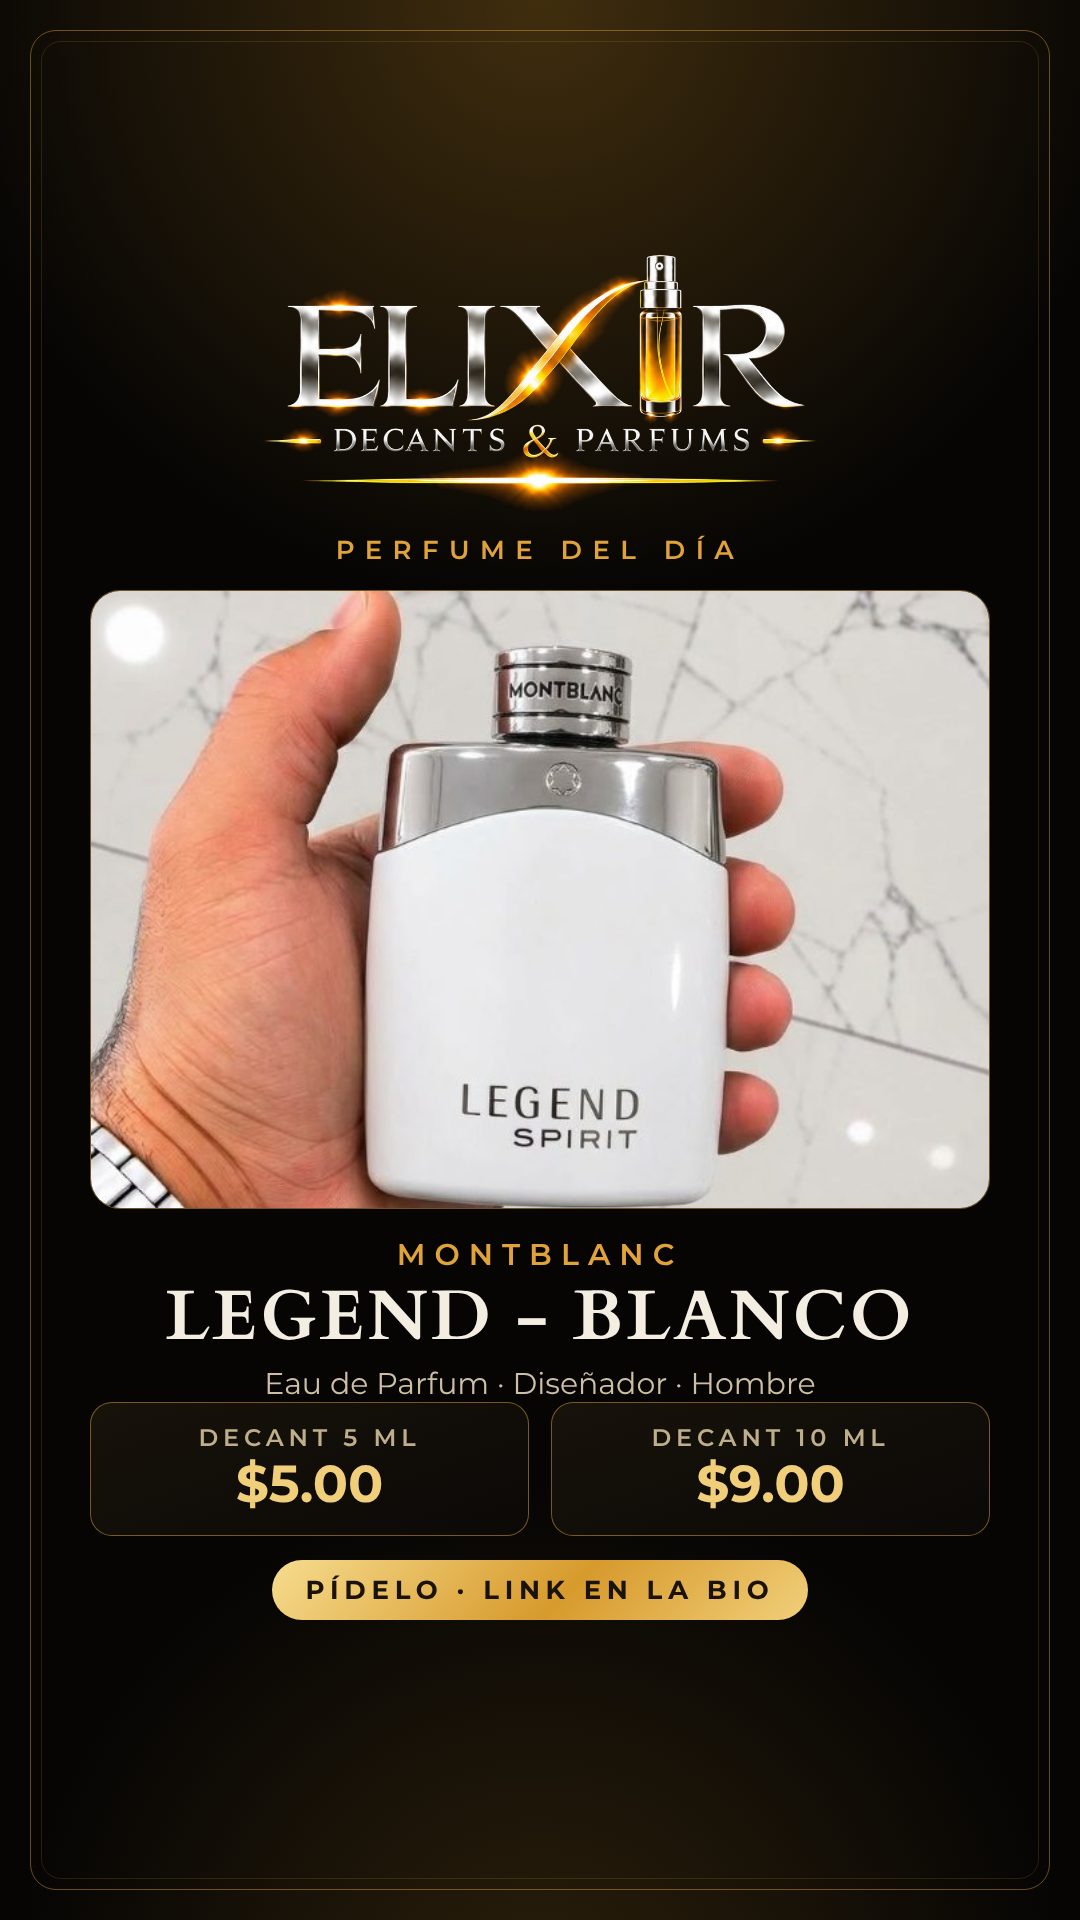 ELIXIR
DECANTS & PARFUMS
PERFUME DEL DÍA
MONTBLANC
LEGEND
SPIRIT
MONTBLANC
LEGEND – BLANCO
Eau de Parfum · Diseñador · Hombre
DECANT 5 ML
$5.00
DECANT 10 ML
$9.00
PÍDELO · LINK EN LA BIO